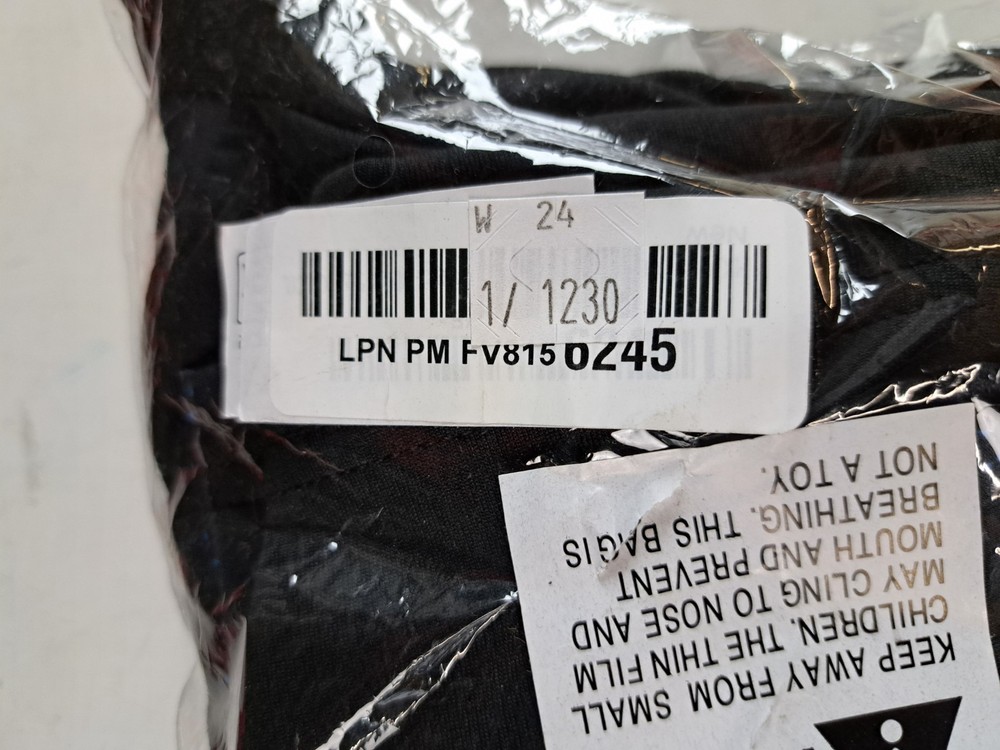 W 24
1/ 1230
LPN PM FV815 6245
KEEP AWAY FROM SMALL
CHILDREN. THE THIN FILM
MAY CLING TO NOSE AND
MOUTH AND PREVENT
BREATHING. THIS BAG IS
NOT A TOY.